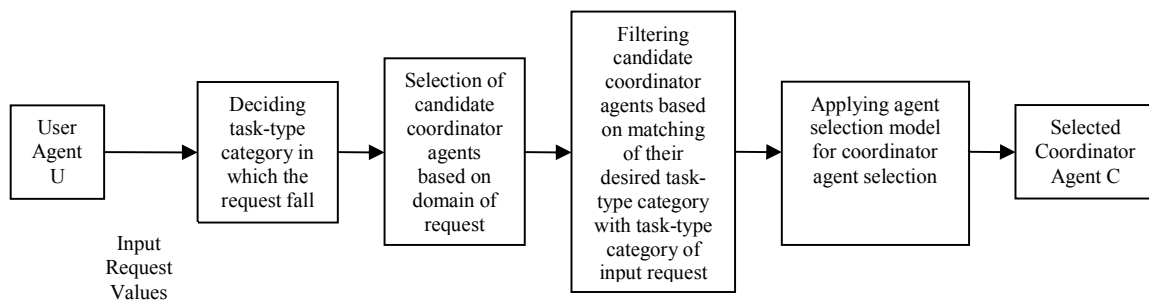 User
Agent
U
Input
Request
Values
Deciding
task-type
category in
which the
request fall
Selection of
candidate
coordinator
agents
based on
domain of
request
Filtering
candidate
coordinator
agents based
on matching
of their
desired task-
type category
with task-type
category of
input request
Applying agent
selection model
for coordinator
agent selection
Selected
Coordinator
Agent C